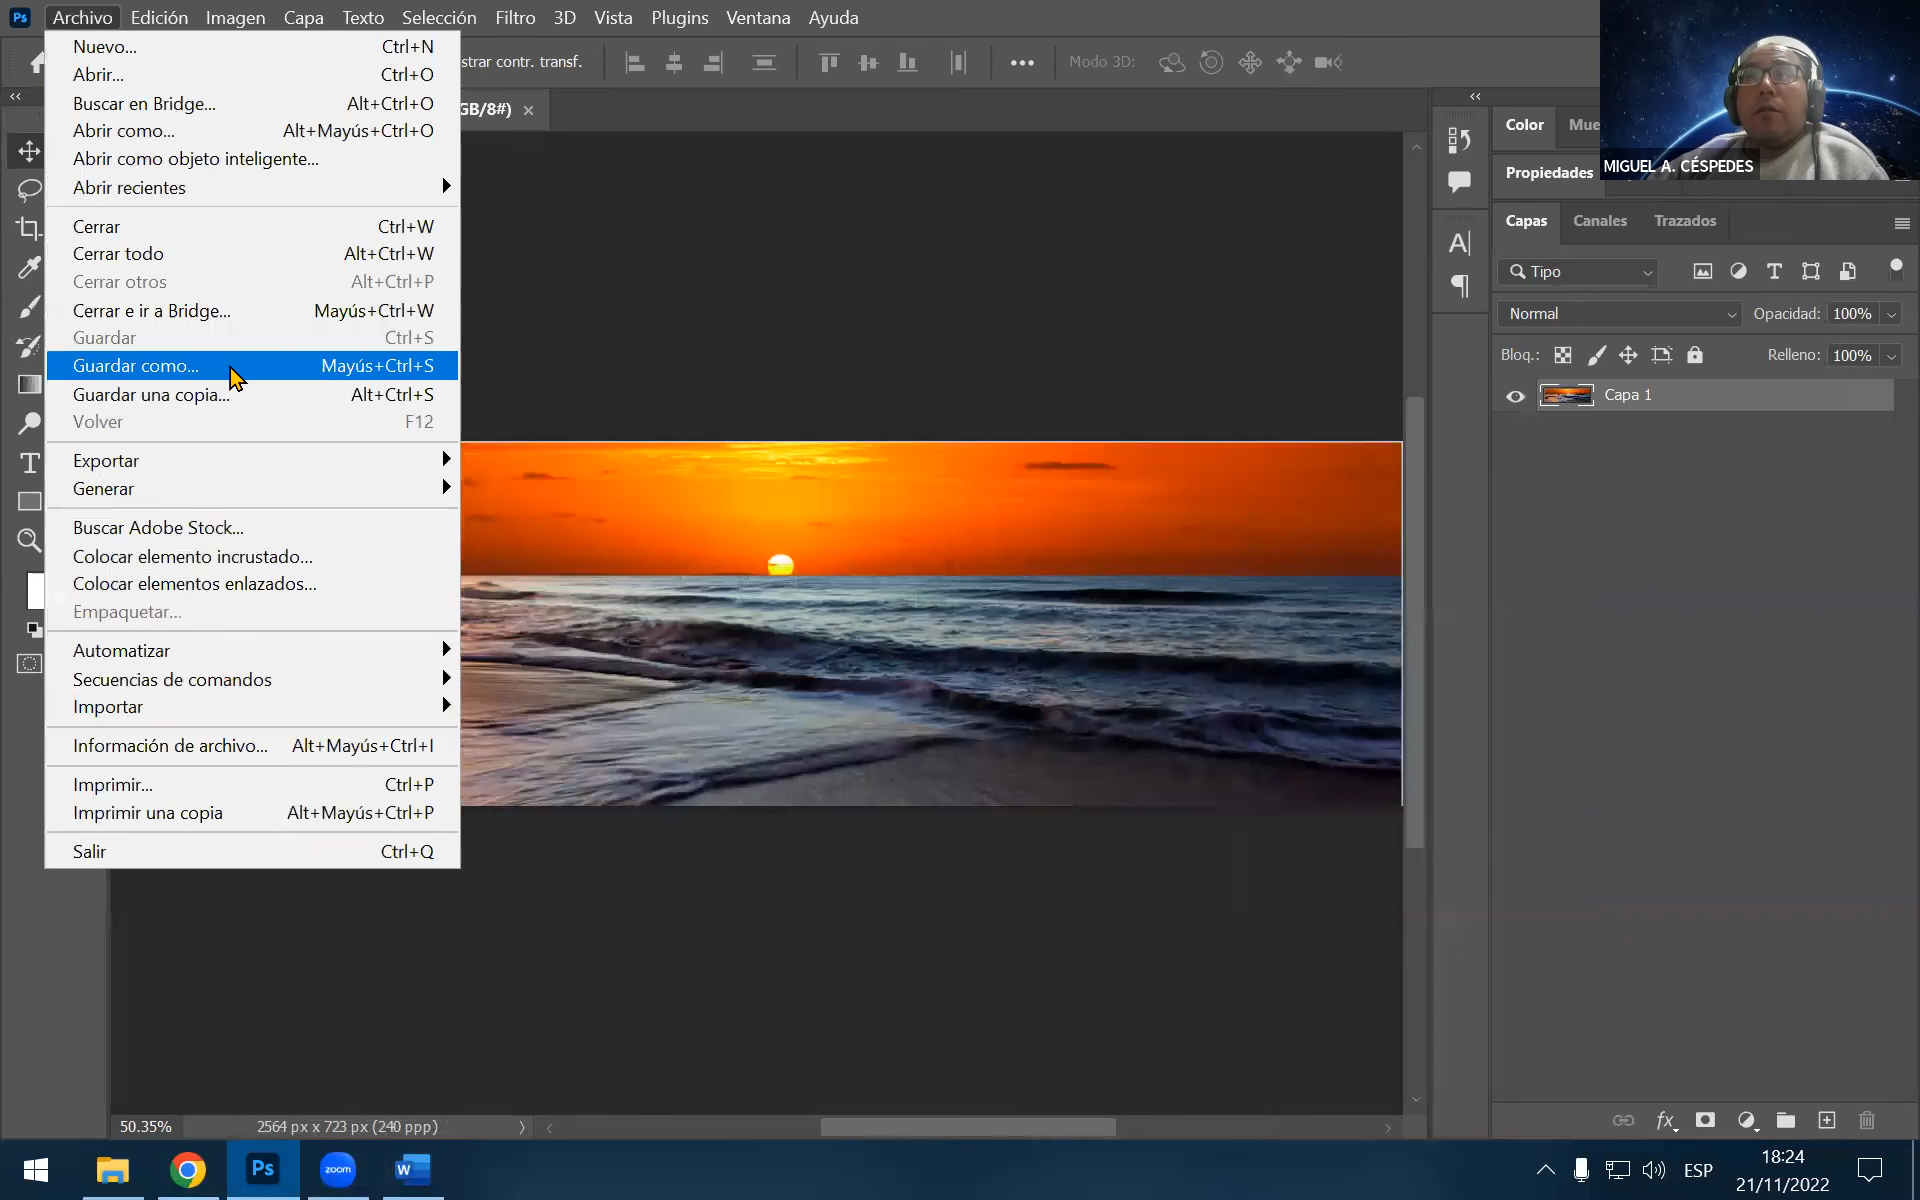 Ps Archivo Edición Imagen Capa Texto Selección Filtro 3D Vista Plugins Ventana Ayuda
strar contr. transf. Modo 3D:
GB/8#) ×
Nuevo... Ctrl+N
Abrir... Ctrl+O
Buscar en Bridge... Alt+Ctrl+O
Abrir como... Alt+Mayús+Ctrl+O
Abrir como objeto inteligente...
Abrir recientes
Cerrar Ctrl+W
Cerrar todo Alt+Ctrl+W
Cerrar otros Alt+Ctrl+P
Cerrar e ir a Bridge... Mayús+Ctrl+W
Guardar Ctrl+S
Guardar como... Mayús+Ctrl+S
Guardar una copia... Alt+Ctrl+S
Volver F12
Exportar
Generar
Buscar Adobe Stock...
Colocar elemento incrustado...
Colocar elementos enlazados...
Empaquetar...
Automatizar
Secuencias de comandos
Importar
Información de archivo... Alt+Mayús+Ctrl+I
Imprimir... Ctrl+P
Imprimir una copia Alt+Mayús+Ctrl+P
Salir Ctrl+Q
MIGUEL A. CÉSPEDES
Color Mue
Propiedades
Capas Canales Trazados
Tipo
Normal Opacidad: 100%
Bloq.: Relleno: 100%
Capa 1
fx
50.35% 2564 px x 723 px (240 ppp)
Ps zoom W ESP 18:24
21/11/2022